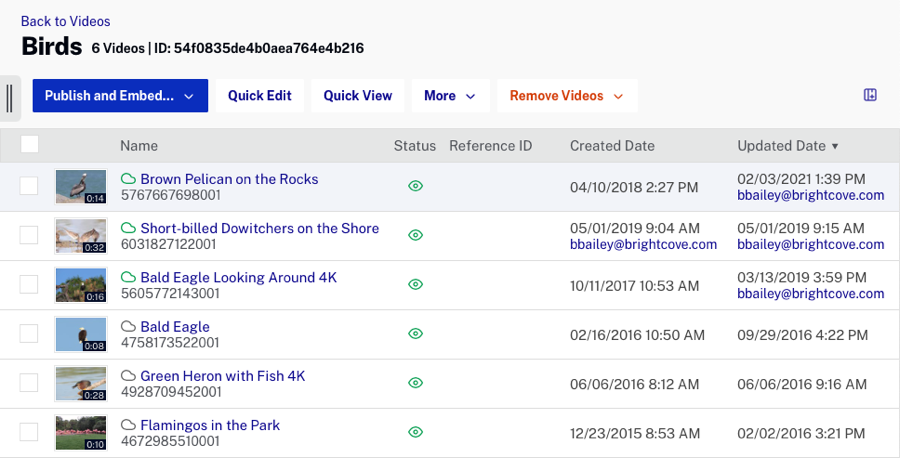 Back to Videos
Birds 6 Videos | ID: 54f0835de4b0aea764e4b216
Publish and Embed... Quick Edit Quick View More Remove Videos
Name Status Reference ID Created Date Updated Date
0:14 Brown Pelican on the Rocks 04/10/2018 2:27 PM 02/03/2021 1:39 PM
5767667698001 bbailey@brightcove.com
0:32 Short-billed Dowitchers on the Shore 05/01/2019 9:04 AM 05/01/2019 9:15 AM
6031827122001 bbailey@brightcove.com bbailey@brightcove.com
0:16 Bald Eagle Looking Around 4K 10/11/2017 10:53 AM 03/13/2019 3:59 PM
5605772143001 bbailey@brightcove.com
0:08 Bald Eagle 02/16/2016 10:50 AM 09/29/2016 4:22 PM
4758173522001
0:28 Green Heron with Fish 4K 06/06/2016 8:12 AM 06/06/2016 9:16 AM
4928709452001
0:10 Flamingos in the Park 12/23/2015 8:53 AM 02/02/2016 3:21 PM
4672985510001